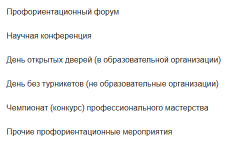 Профориентационный форум
Научная конференция
День открытых дверей (в образовательной организации)
День без турникетов (не образовательные организации)
Чемпионат (конкурс) профессионального мастерства
Прочие профориентационные мероприятия